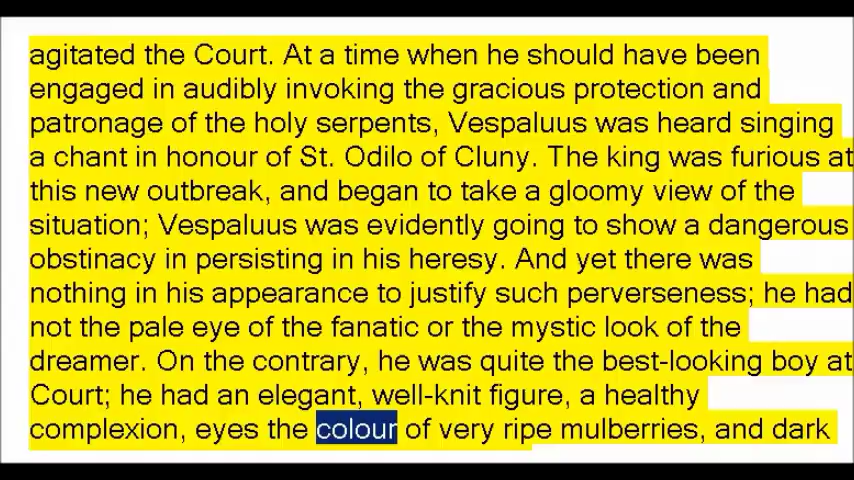 agitated the Court. At a time when he should have been
engaged in audibly invoking the gracious protection and
patronage of the holy serpents, Vespaluus was heard singing
a chant in honour of St. Odilo of Cluny. The king was furious at
this new outbreak, and began to take a gloomy view of the
situation; Vespaluus was evidently going to show a dangerous
obstinacy in persisting in his heresy. And yet there was
nothing in his appearance to justify such perverseness; he had
not the pale eye of the fanatic or the mystic look of the
dreamer. On the contrary, he was quite the best-looking boy at
Court; he had an elegant, well-knit figure, a healthy
complexion, eyes the colour of very ripe mulberries, and dark